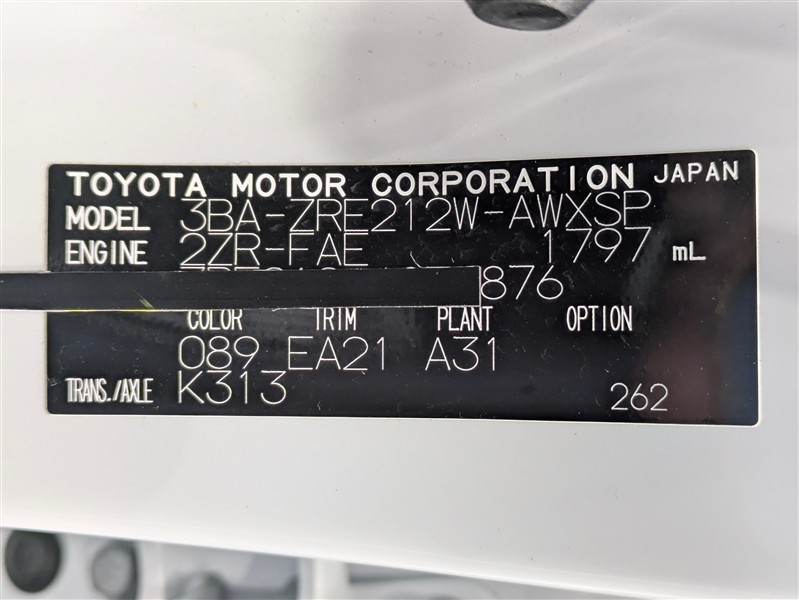 TOYOTA MOTOR CORPORATION JAPAN
MODEL 3BA-ZRE212W-AWXSP
ENGINE 2ZR-FAE 1797 mL
876
COLOR TRIM PLANT OPTION
089 EA21 A31
TRANS./AXLE K313
262